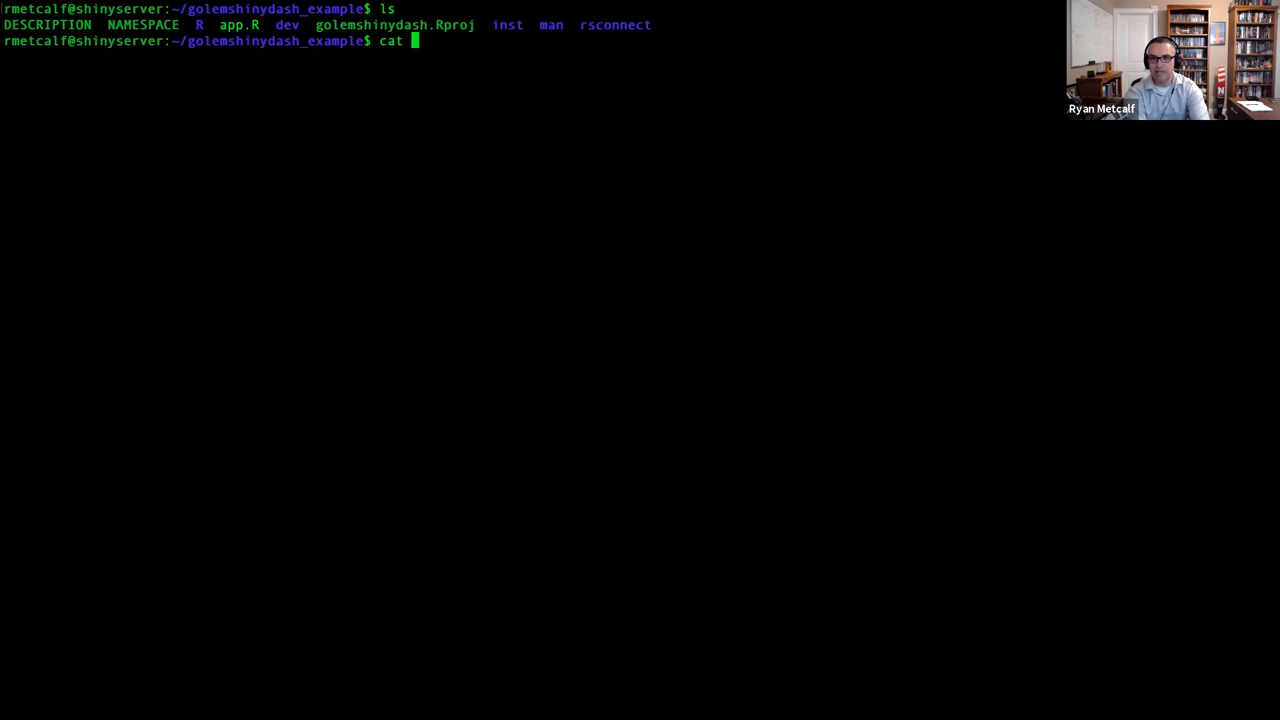 rmetcalf@shinyserver:~/golemshinydash_example$ ls
DESCRIPTION NAMESPACE R app.R dev golemshinydash.Rproj inst man rsconnect
rmetcalf@shinyserver:~/golemshinydash_example$ cat
Ryan Metcalf